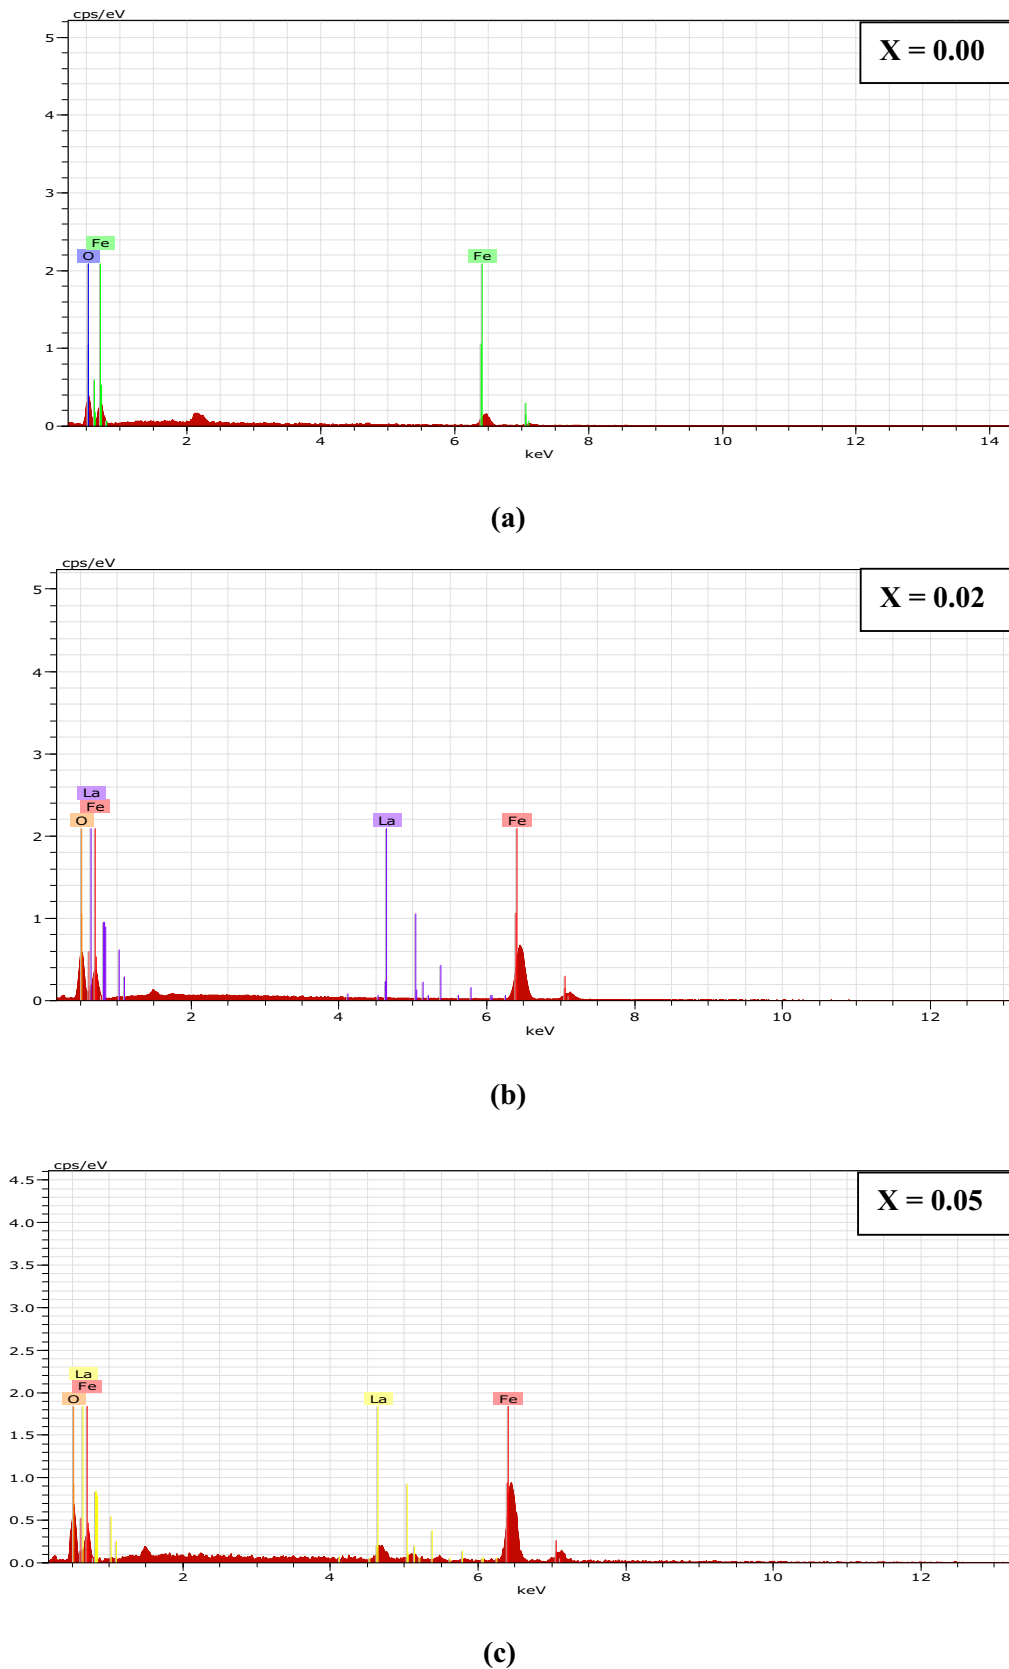 cps/eV
X = 0.00
5
4
3
2
1
0
Fe
O
Fe
2 4 6 8 10 12 14
keV
(a)
cps/eV
X = 0.02
5
4
3
2
1
0
La
Fe
O
La
Fe
2 4 6 8 10 12
keV
(b)
cps/eV
X = 0.05
4.5
4.0
3.5
3.0
2.5
2.0
1.5
1.0
0.5
0.0
La
Fe
O
La
Fe
2 4 6 8 10 12
keV
(c)